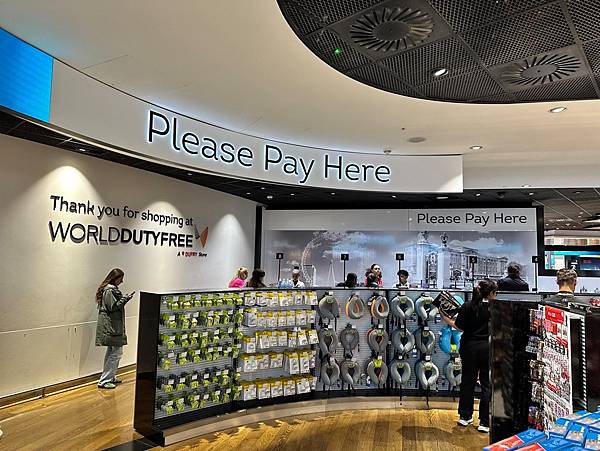 Please Pay Here
Thank you for shopping at
WORLDDUTYFREE
A DUFRY Store
Please Pay Here